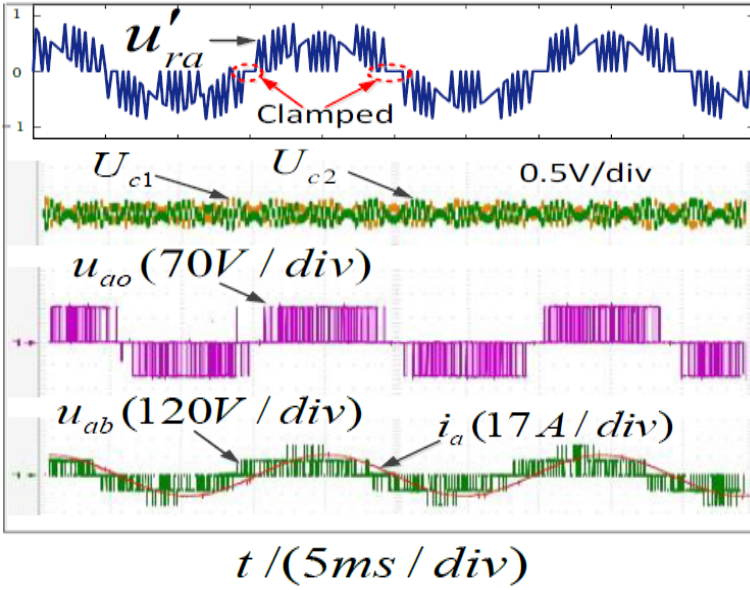 1
u'ra
0
Clamped
− 1
Uc1
Uc2
0.5V/div
uao (70V / div)
uab (120V / div)
ia (17 A / div)
t /(5ms / div)